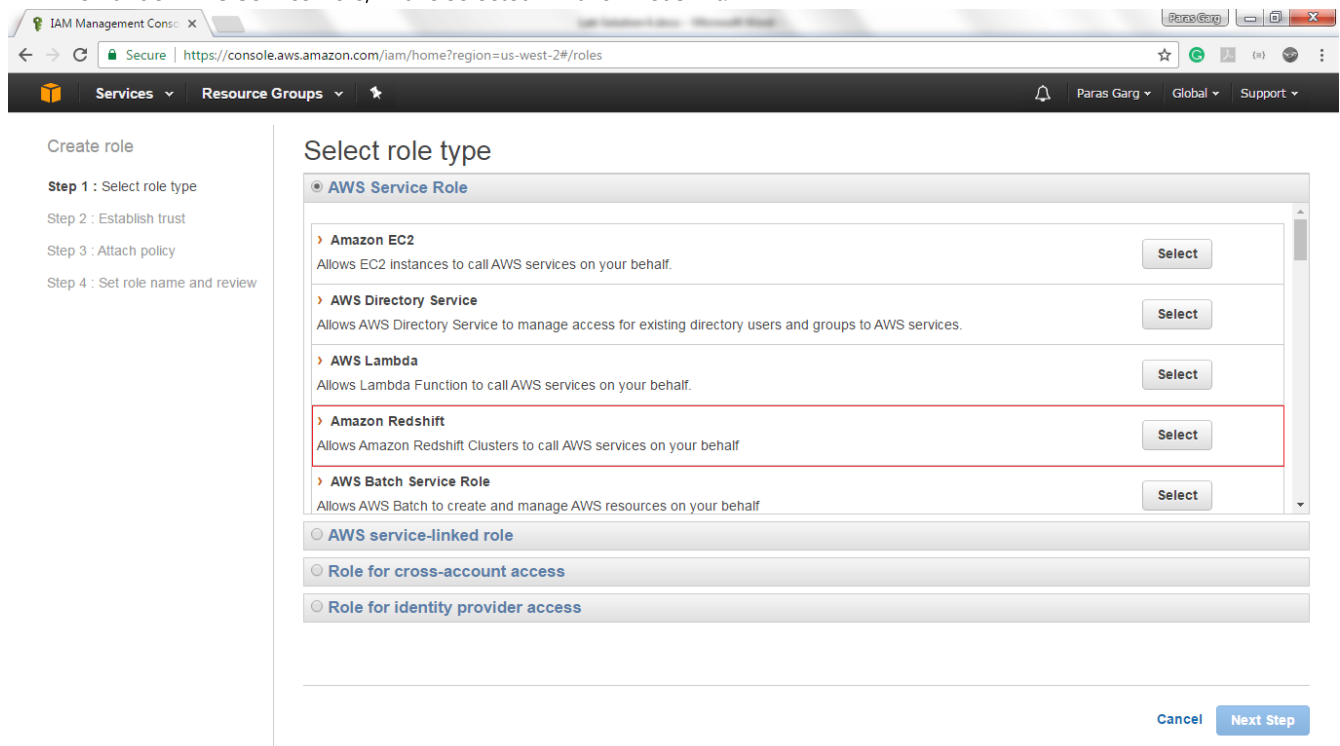 IAM Management Consc
Paras Garg
Secure | https://console.aws.amazon.com/iam/home?region=us-west-2#/roles
Services Resource Groups
Paras Garg Global Support
Create role
Step 1 : Select role type
Step 2 : Establish trust
Step 3 : Attach policy
Step 4 : Set role name and review
Select role type
AWS Service Role
Amazon EC2
Allows EC2 instances to call AWS services on your behalf.
Select
AWS Directory Service
Allows AWS Directory Service to manage access for existing directory users and groups to AWS services.
Select
AWS Lambda
Allows Lambda Function to call AWS services on your behalf.
Select
Amazon Redshift
Allows Amazon Redshift Clusters to call AWS services on your behalf
Select
AWS Batch Service Role
Allows AWS Batch to create and manage AWS resources on your behalf
Select
AWS service-linked role
Role for cross-account access
Role for identity provider access
Cancel Next Step